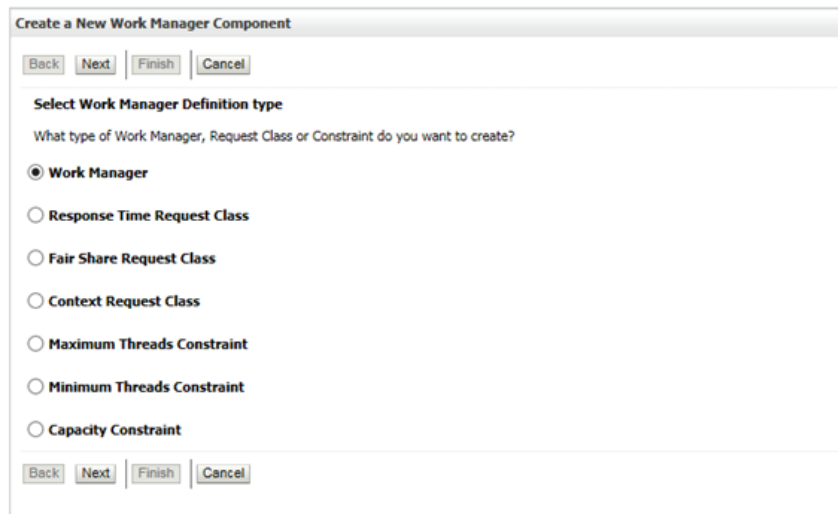 Create a New Work Manager Component
Back Next Finish Cancel
Select Work Manager Definition type
What type of Work Manager, Request Class or Constraint do you want to create?
Work Manager
Response Time Request Class
Fair Share Request Class
Context Request Class
Maximum Threads Constraint
Minimum Threads Constraint
Capacity Constraint
Back Next Finish Cancel